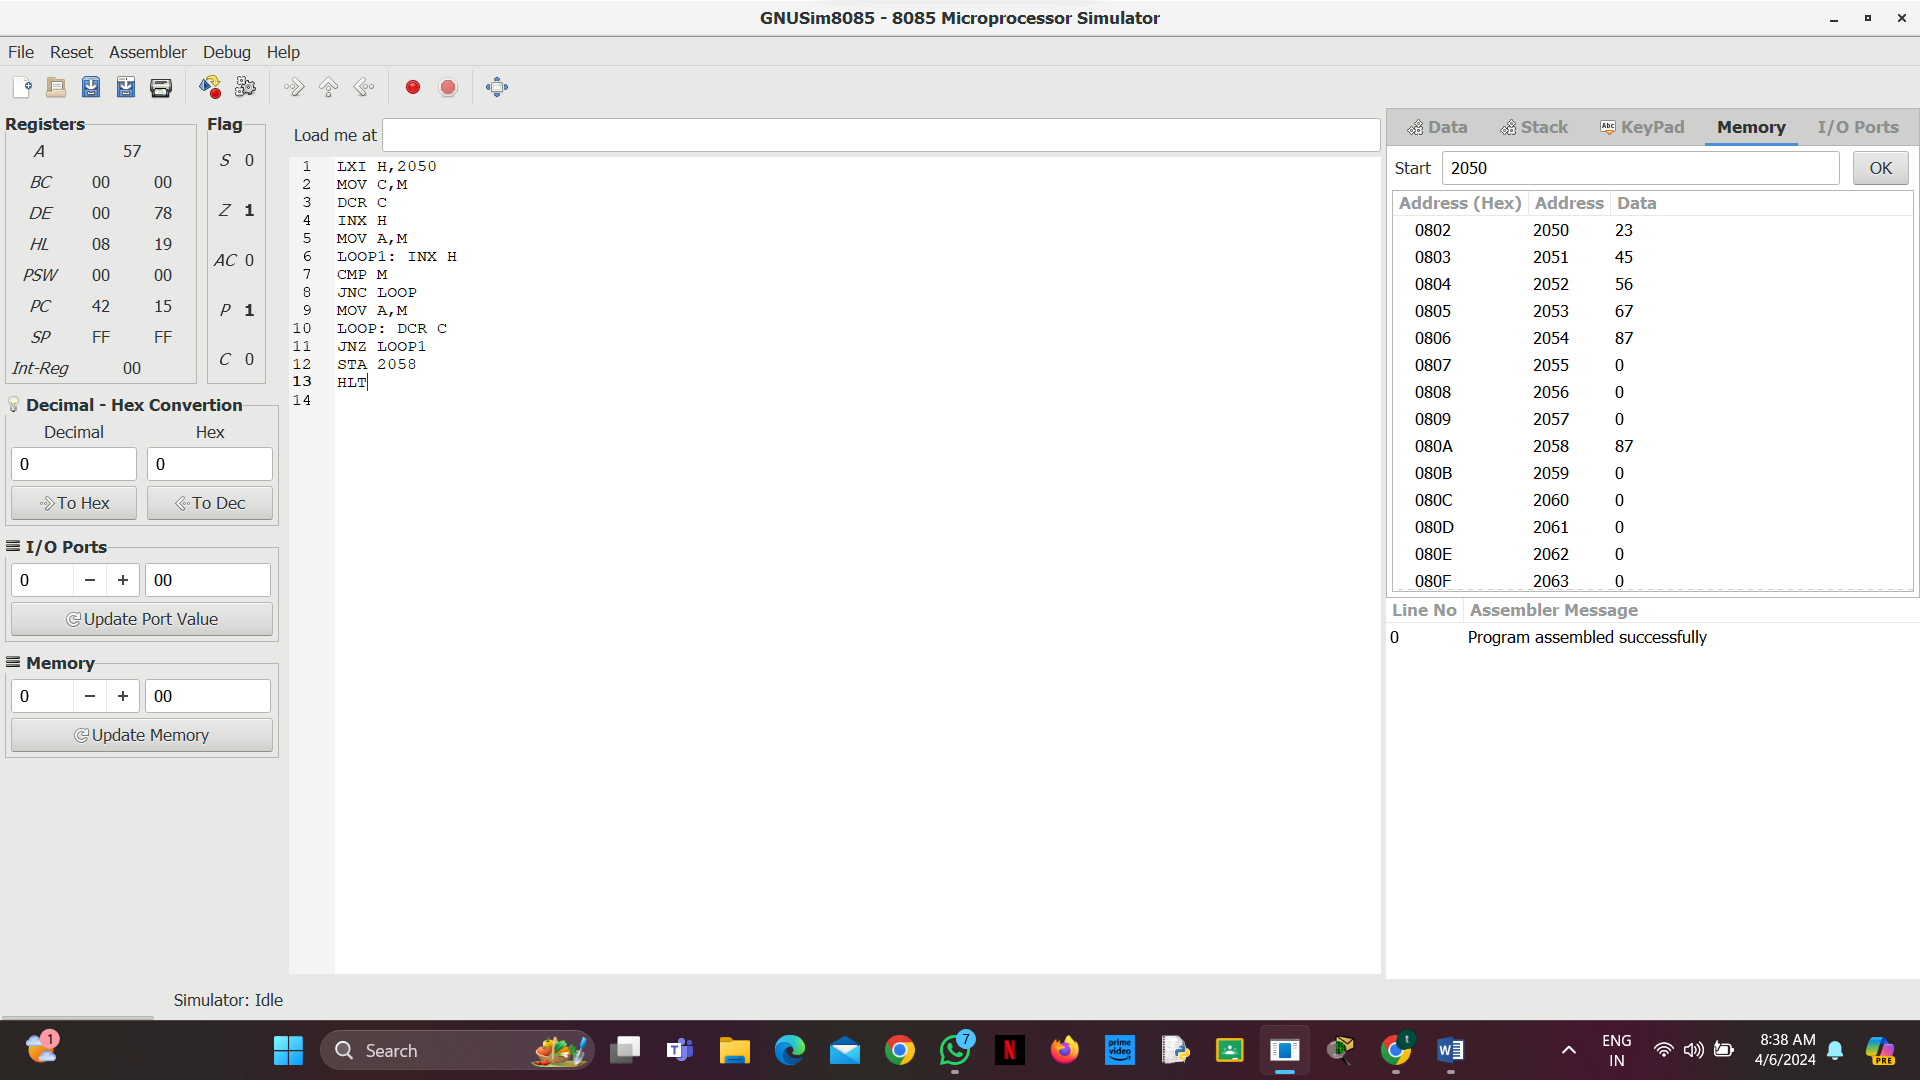 GNUSim8085 - 8085 Microprocessor Simulator
File Reset Assembler Debug Help
Registers
A 57
BC 00 00
DE 00 78
HL 08 19
PSW 00 00
PC 42 15
SP FF FF
Int-Reg 00
Flag
S 0
Z 1
AC 0
P 1
C 0
Decimal - Hex Convertion
Decimal Hex
0 0
To Hex To Dec
I/O Ports
0 − + 00
Update Port Value
Memory
0 − + 00
Update Memory
Load me at
1 LXI H,2050
2 MOV C,M
3 DCR C
4 INX H
5 MOV A,M
6 LOOP1: INX H
7 CMP M
8 JNC LOOP
9 MOV A,M
10 LOOP: DCR C
11 JNZ LOOP1
12 STA 2058
13 HLT
14
Data Stack Abc KeyPad Memory I/O Ports
Start 2050 OK
Address (Hex) Address Data
0802 2050 23
0803 2051 45
0804 2052 56
0805 2053 67
0806 2054 87
0807 2055 0
0808 2056 0
0809 2057 0
080A 2058 87
080B 2059 0
080C 2060 0
080D 2061 0
080E 2062 0
080F 2063 0
Line No Assembler Message
0 Program assembled successfully
Simulator: Idle
1
Search
7
prime video
t
ENG
IN
8:38 AM
4/6/2024
PRE